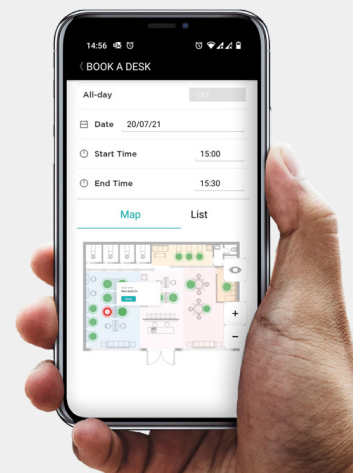 14:56
BOOK A DESK
All-day OFF
Date 20/07/21
Start Time 15:00
End Time 15:30
Map List
+
−